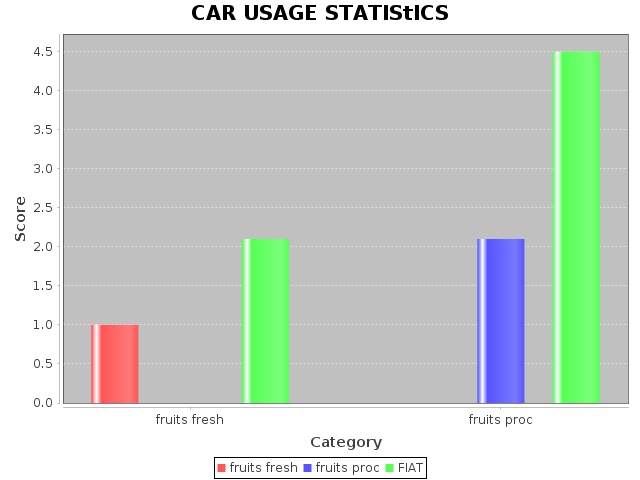 CAR USAGE STATIStICS
4.5
4.0
3.5
3.0
2.5
2.0
1.5
1.0
0.5
0.0
Score
fruits fresh fruits proc
Category
fruits fresh fruits proc FIAT